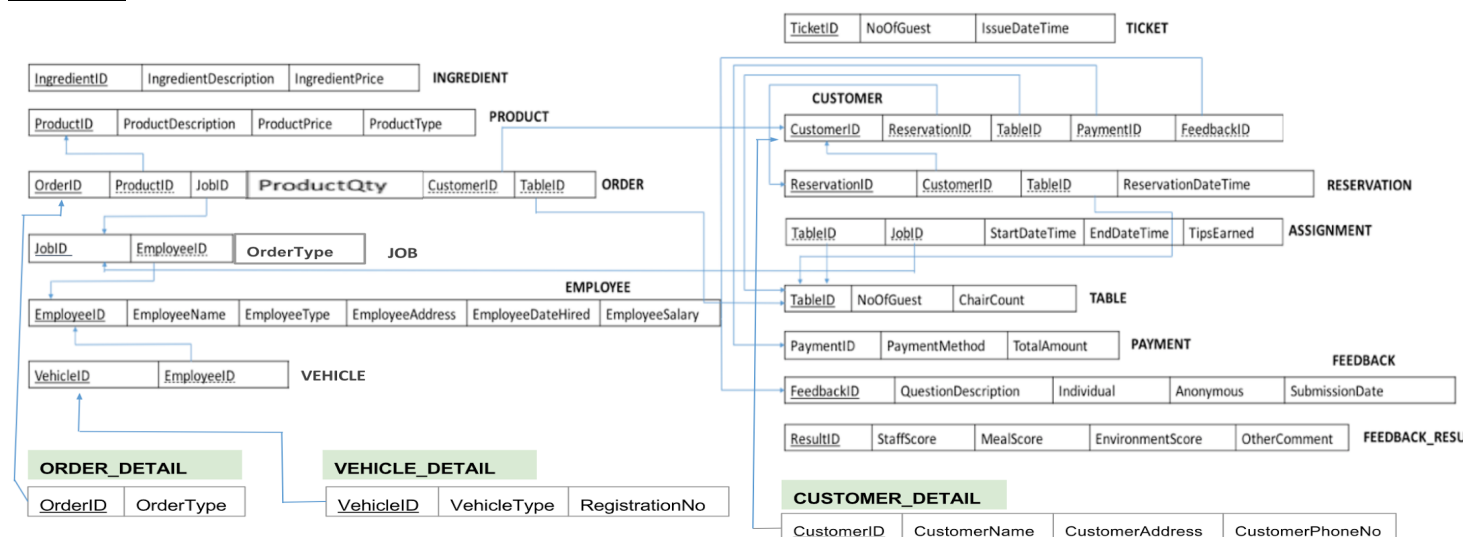 TicketID NoOfGuest IssueDateTime TICKET
IngredientID IngredientDescription IngredientPrice INGREDIENT
CUSTOMER
ProductID ProductDescription ProductPrice ProductType PRODUCT
CustomerID ReservationID TableID PaymentID FeedbackID
OrderID ProductID JobID ProductQty CustomerID TableID ORDER
ReservationID CustomerID TableID ReservationDateTime RESERVATION
TableID JobID StartDateTime EndDateTime TipsEarned ASSIGNMENT
JobID EmployeeID OrderType JOB
EMPLOYEE
TableID NoOfGuest ChairCount TABLE
EmployeeID EmployeeName EmployeeType EmployeeAddress EmployeeDateHired EmployeeSalary
PaymentID PaymentMethod TotalAmount PAYMENT
FEEDBACK
VehicleID EmployeeID VEHICLE
FeedbackID QuestionDescription Individual Anonymous SubmissionDate
ResultID StaffScore MealScore EnvironmentScore OtherComment FEEDBACK_RESU
ORDER_DETAIL VEHICLE_DETAIL
CUSTOMER_DETAIL
OrderID OrderType VehicleID VehicleType RegistrationNo
CustomerID CustomerName CustomerAddress CustomerPhoneNo